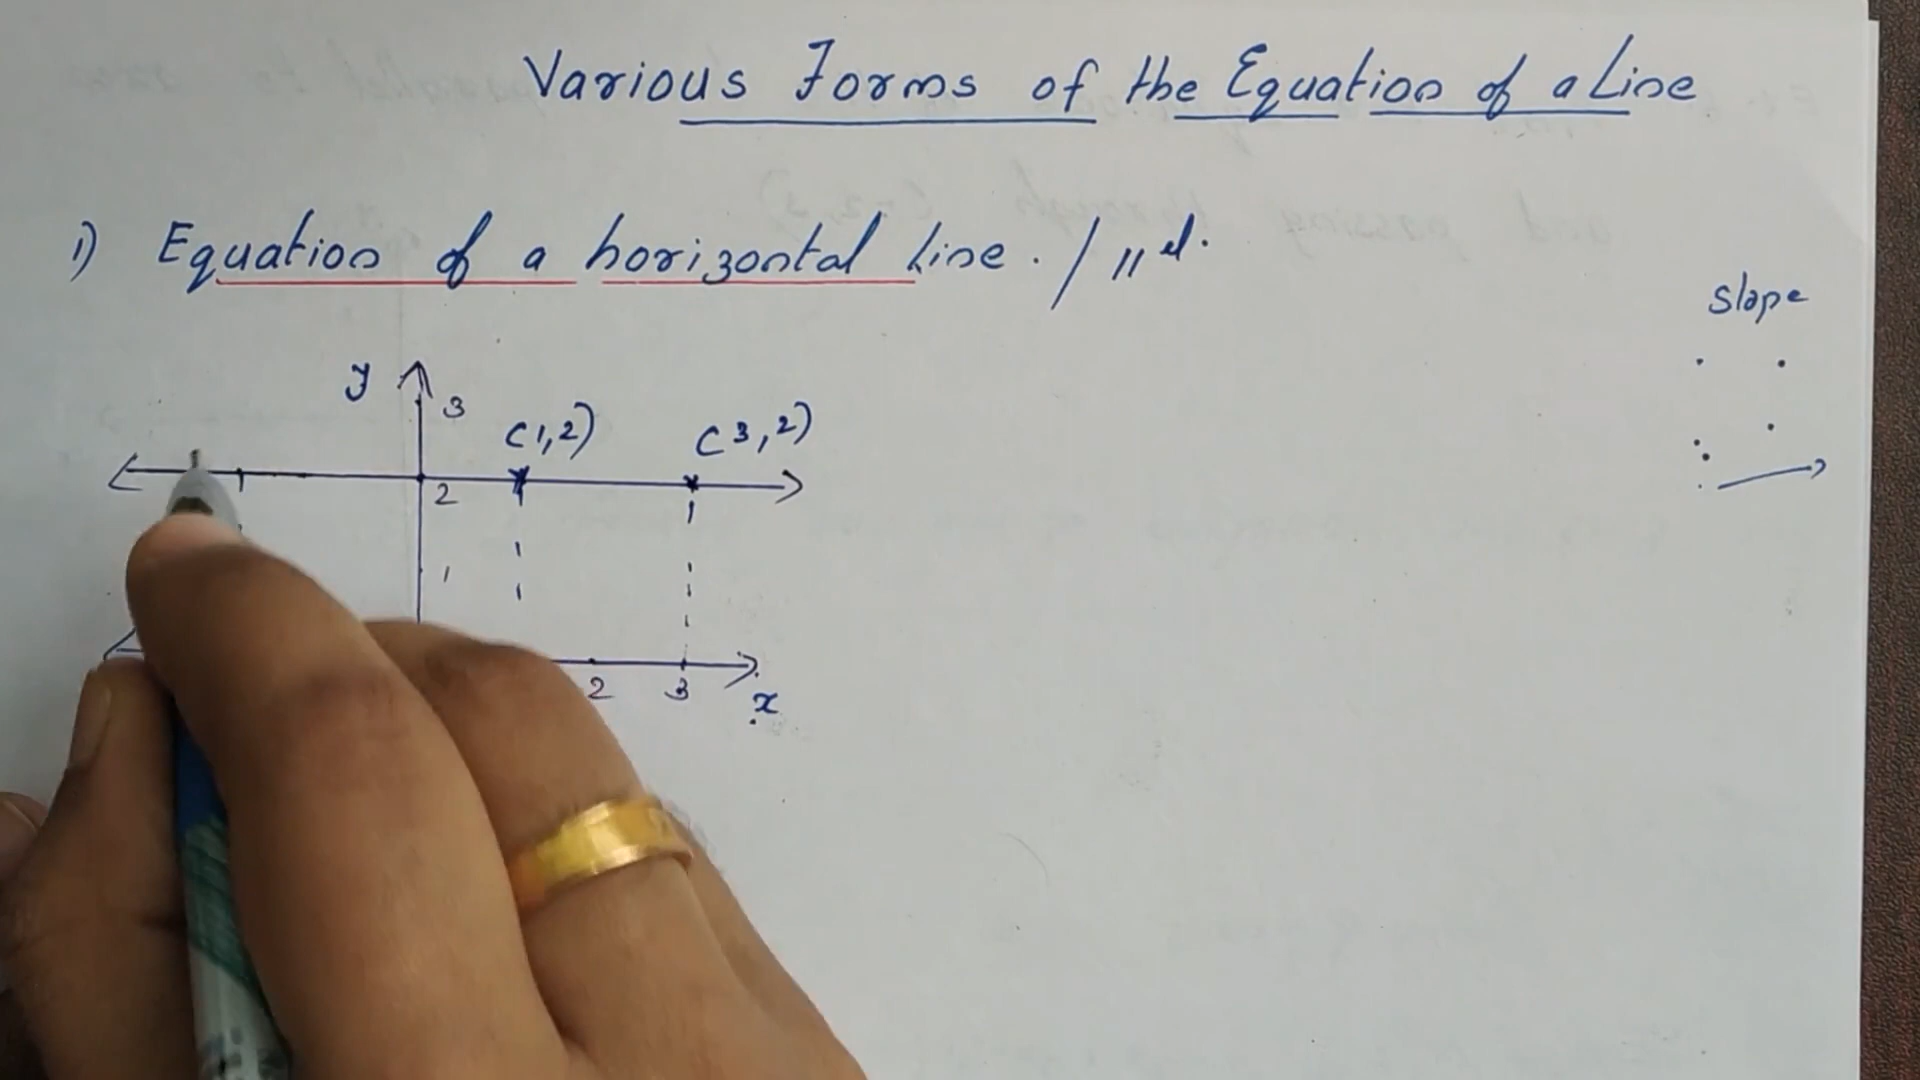 Various Forms of the Equation of a Line
1) Equation of a horizontal line. / ||el.
Slope
y
3
(1,2)
(3,2)
2
1
2 3
x